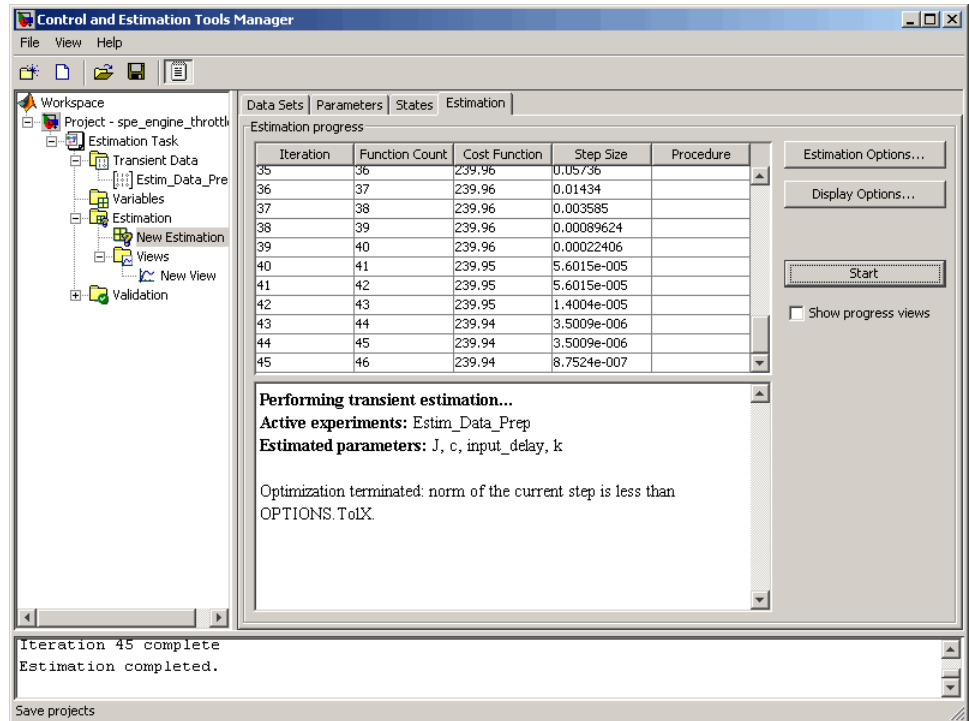 Control and Estimation Tools Manager
File View Help
Workspace
Project - spe_engine_throttl
Estimation Task
Transient Data
Estim_Data_Pre
Variables
Estimation
New Estimation
Views
New View
Validation
Data Sets Parameters States Estimation
Estimation progress
Iteration Function Count Cost Function Step Size Procedure
35 36 239.96 0.05736
36 37 239.96 0.01434
37 38 239.96 0.003585
38 39 239.96 0.00089624
39 40 239.96 0.00022406
40 41 239.95 5.6015e-005
41 42 239.95 5.6015e-005
42 43 239.95 1.4004e-005
43 44 239.94 3.5009e-006
44 45 239.94 3.5009e-006
45 46 239.94 8.7524e-007
Estimation Options...
Display Options...
Start
Show progress views
Performing transient estimation...
Active experiments: Estim_Data_Prep
Estimated parameters: J, c, input_delay, k
Optimization terminated: norm of the current step is less than
OPTIONS.TolX.
Iteration 45 complete
Estimation completed.
Save projects